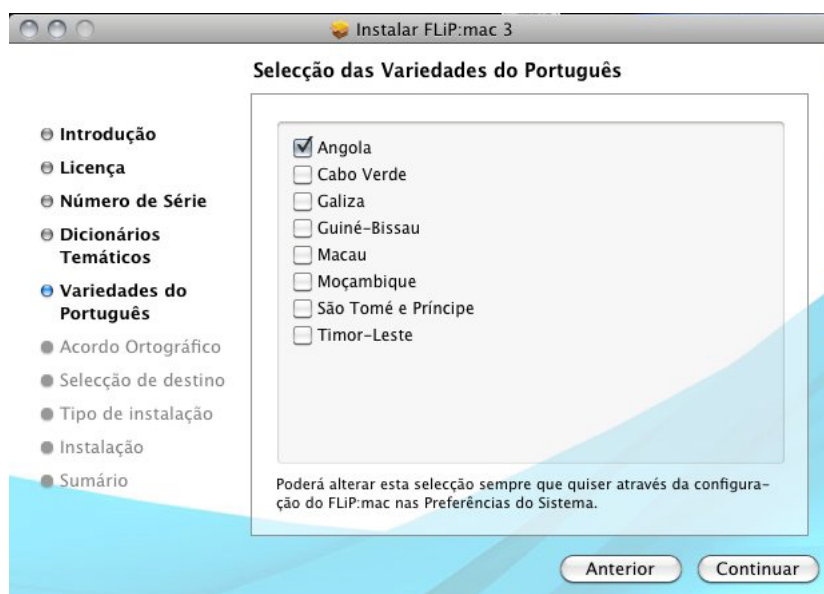 Instalar FLiP:mac 3
Selecção das Variedades do Português
Introdução
Licença
Número de Série
Dicionários
Temáticos
Variedades do
Português
Acordo Ortográfico
Selecção de destino
Tipo de instalação
Instalação
Sumário
Angola
Cabo Verde
Galiza
Guiné-Bissau
Macau
Moçambique
São Tomé e Príncipe
Timor-Leste
Poderá alterar esta selecção sempre que quiser através da configura-
ção do FLiP:mac nas Preferências do Sistema.
Anterior
Continuar